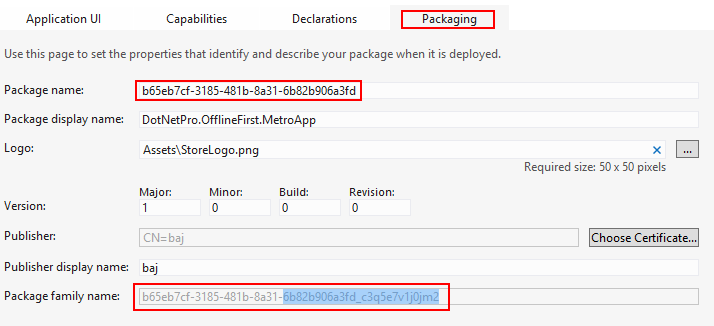 Application UI Capabilities Declarations Packaging
Use this page to set the properties that identify and describe your package when it is deployed.
Package name: b65eb7cf-3185-481b-8a31-6b82b906a3fd
Package display name: DotNetPro.OfflineFirst.MetroApp
Logo: Assets\StoreLogo.png × ...
Required size: 50 x 50 pixels
Major: Minor: Build: Revision:
Version: 1 0 0 0
Publisher: CN=baj Choose Certificate...
Publisher display name: baj
Package family name: b65eb7cf-3185-481b-8a31-6b82b906a3fd_c3q5e7v1j0jm2